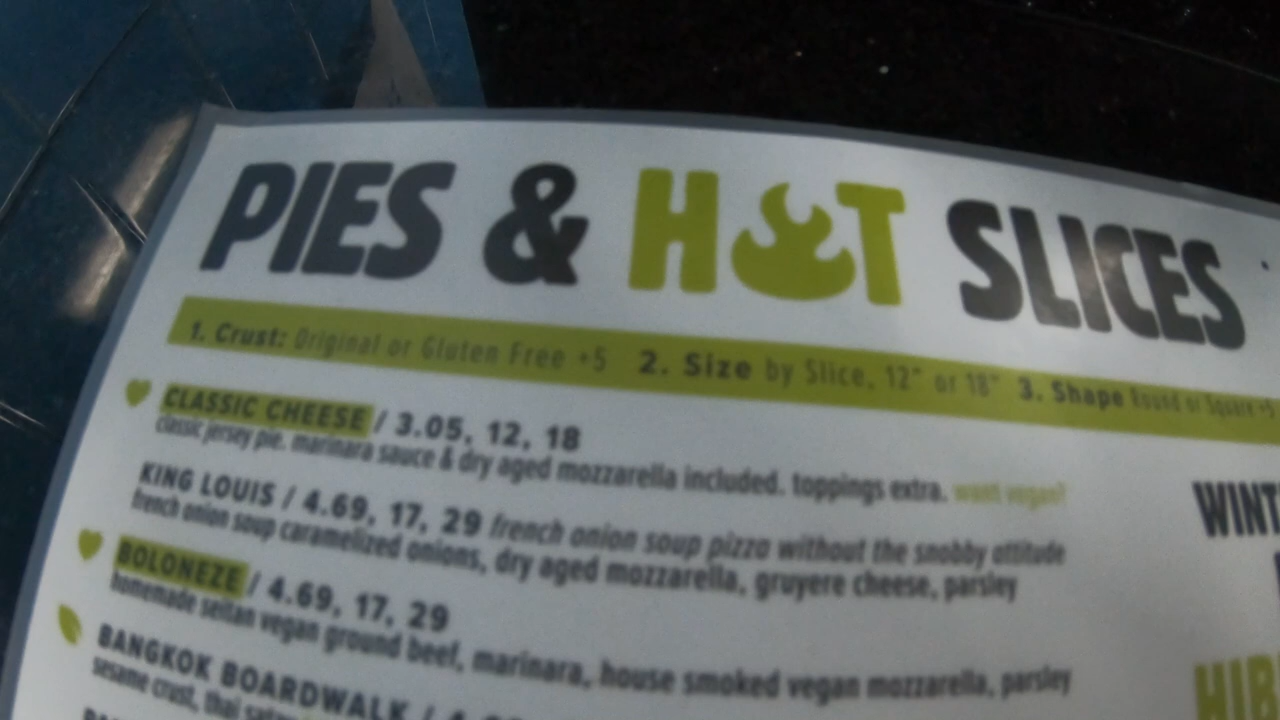 PIES & HOT SLICES
1. Crust: Original or Gluten Free +5 2. Size by Slice, 12" or 18" 3. Shape Round or Square +5
CLASSIC CHEESE / 3.05, 12, 18
classic jersey pie. marinara sauce & dry aged mozzarella included. toppings extra. want vegan?
KING LOUIS / 4.69, 17, 29 french onion soup pizza without the snobby attitude
french onion soup caramelized onions, dry aged mozzarella, gruyere cheese, parsley
BOLONEZE / 4.69, 17, 29
homemade seitan vegan ground beef, marinara, house smoked vegan mozzarella, parsley
BANGKOK BOARDWALK /
sesame crust, thai
WINT
HIB